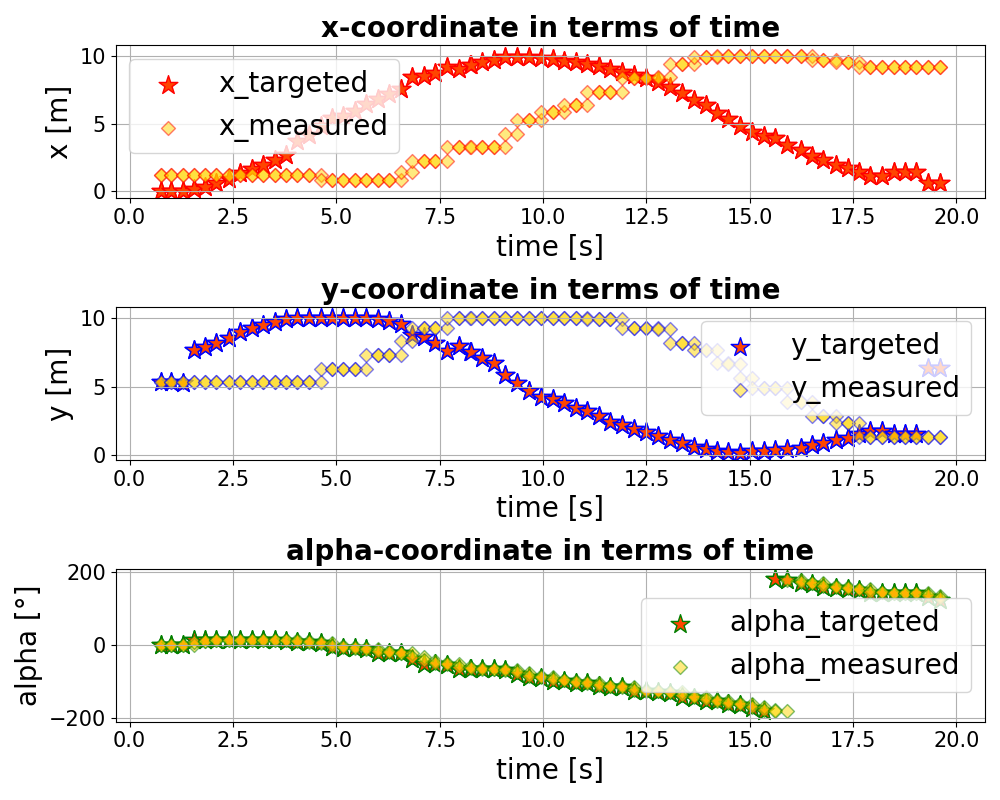 x-coordinate in terms of time
10
5
0
x [m]
x_targeted
x_measured
0.0 2.5 5.0 7.5 10.0 12.5 15.0 17.5 20.0
time [s]
y-coordinate in terms of time
10
5
0
y [m]
y_targeted
y_measured
0.0 2.5 5.0 7.5 10.0 12.5 15.0 17.5 20.0
time [s]
alpha-coordinate in terms of time
200
0
−200
alpha [°]
alpha_targeted
alpha_measured
0.0 2.5 5.0 7.5 10.0 12.5 15.0 17.5 20.0
time [s]